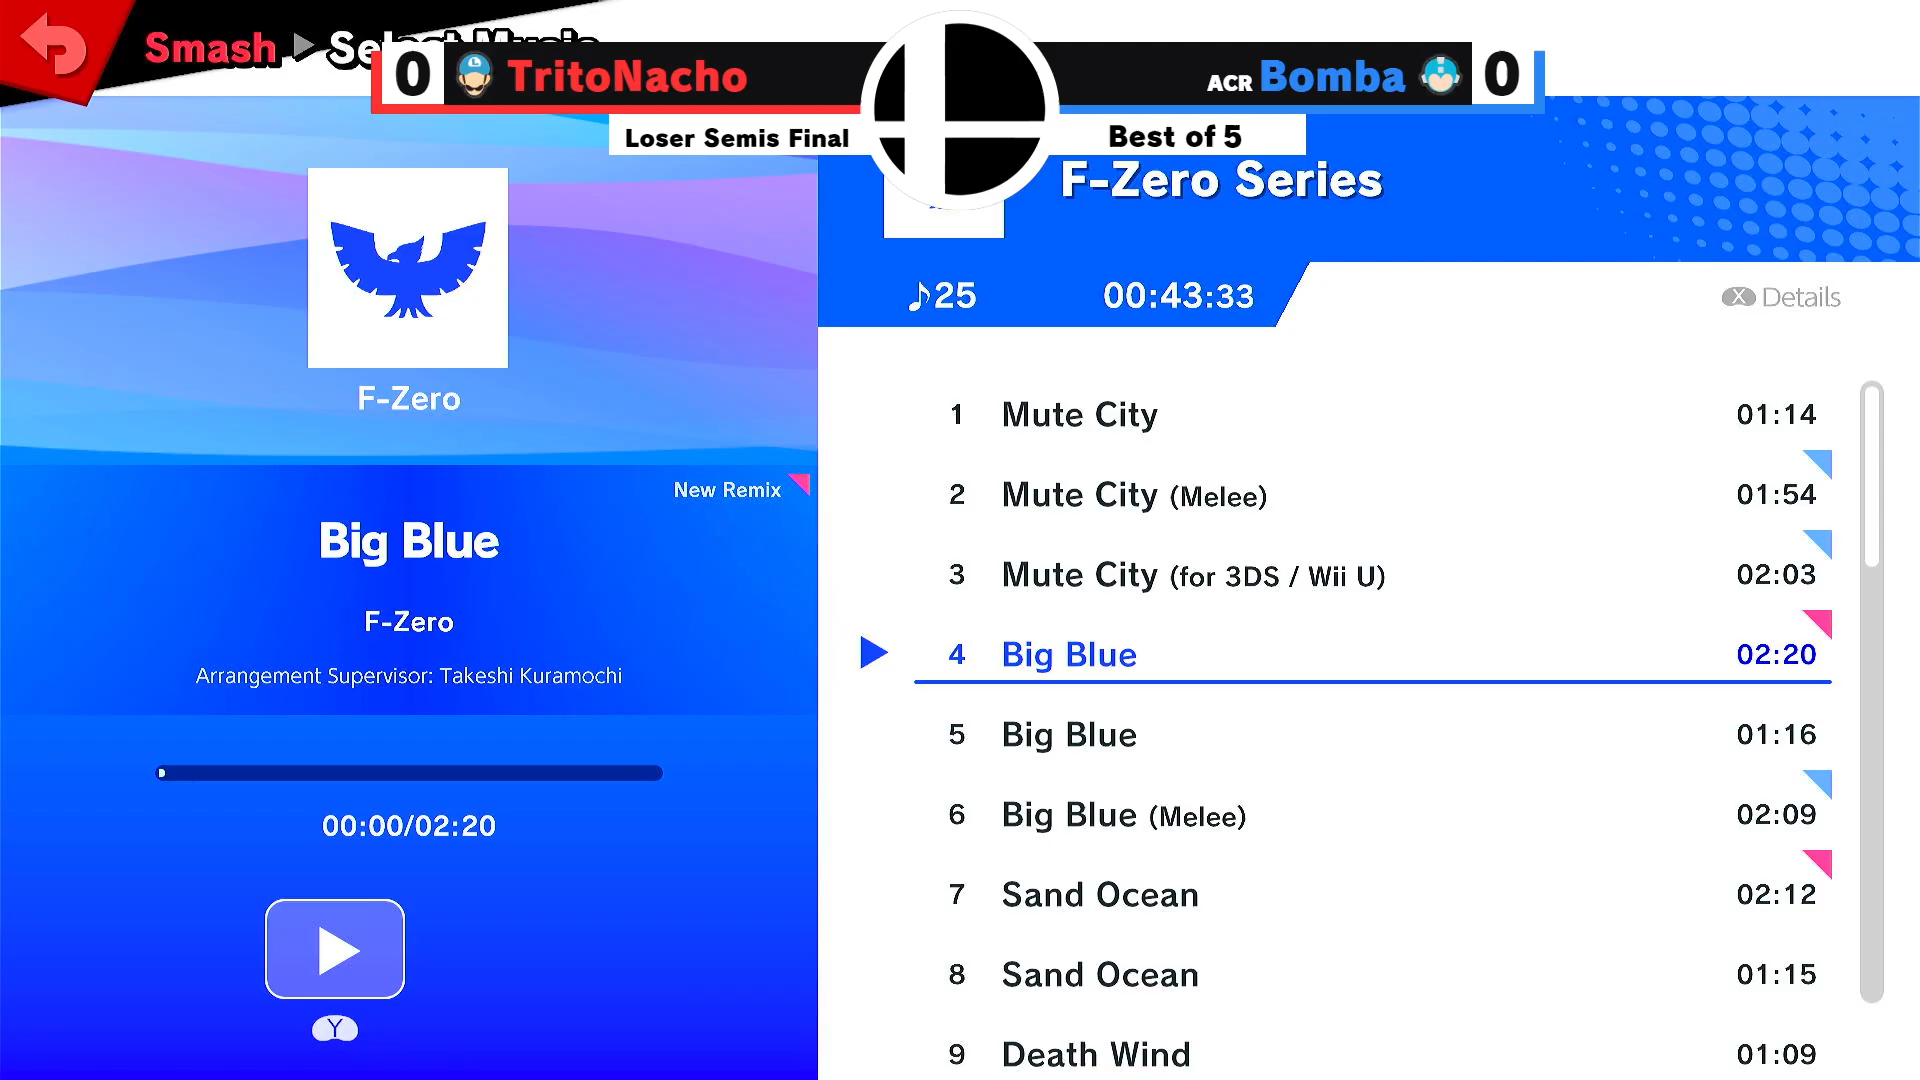 Smash ▶ Select Music
0 TritoNacho
ACR Bomba 0
Loser Semis Final
Best of 5
F-Zero Series
♪25 00:43:33
X Details
F-Zero
New Remix
Big Blue
F-Zero
Arrangement Supervisor: Takeshi Kuramochi
00:00/02:20
Y
1 Mute City 01:14
2 Mute City (Melee) 01:54
3 Mute City (for 3DS / Wii U) 02:03
4 Big Blue 02:20
5 Big Blue 01:16
6 Big Blue (Melee) 02:09
7 Sand Ocean 02:12
8 Sand Ocean 01:15
9 Death Wind 01:09